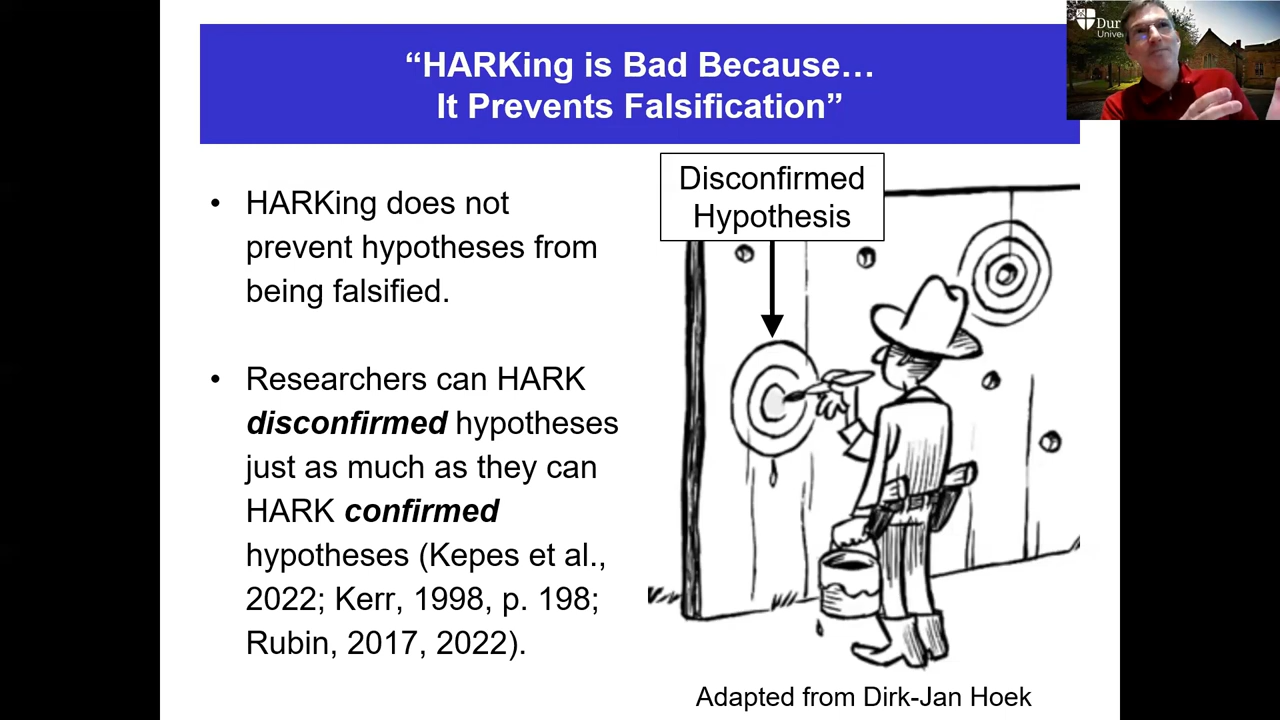 “HARKing is Bad Because…
It Prevents Falsification”
• HARKing does not
prevent hypotheses from
being falsified.
• Researchers can HARK
disconfirmed hypotheses
just as much as they can
HARK confirmed
hypotheses (Kepes et al.,
2022; Kerr, 1998, p. 198;
Rubin, 2017, 2022).
Disconfirmed
Hypothesis
Adapted from Dirk-Jan Hoek